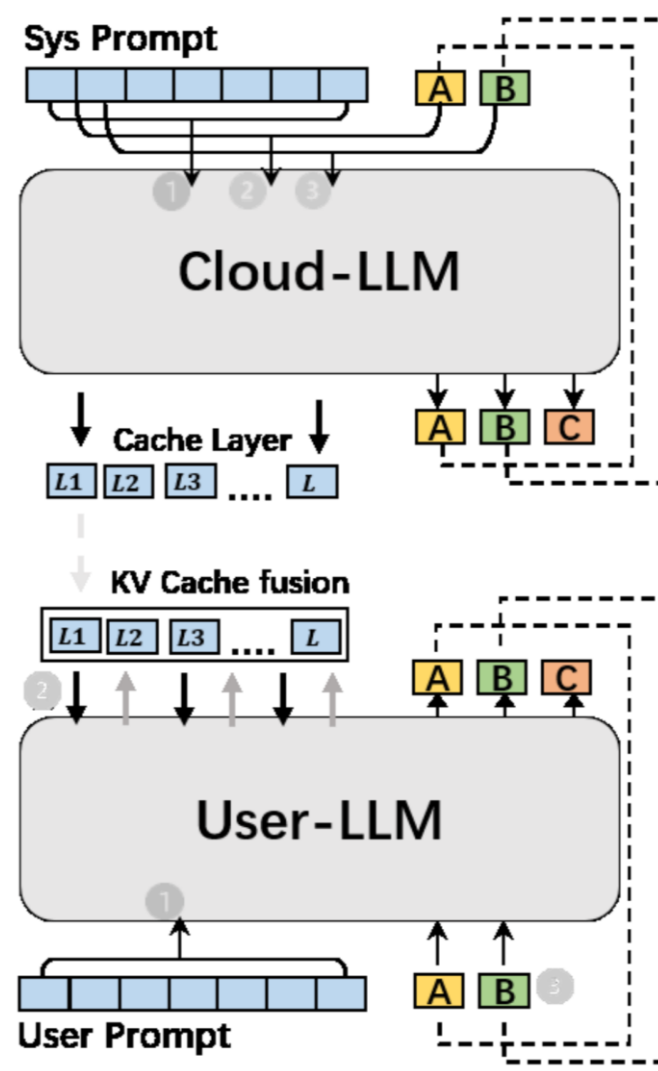 Sys Prompt
A B
1 2 3
Cloud-LLM
A B C
Cache Layer
L1 L2 L3 .... L
KV Cache fusion
L1 L2 L3 .... L
2
A B C
User-LLM
1
A B 3
User Prompt